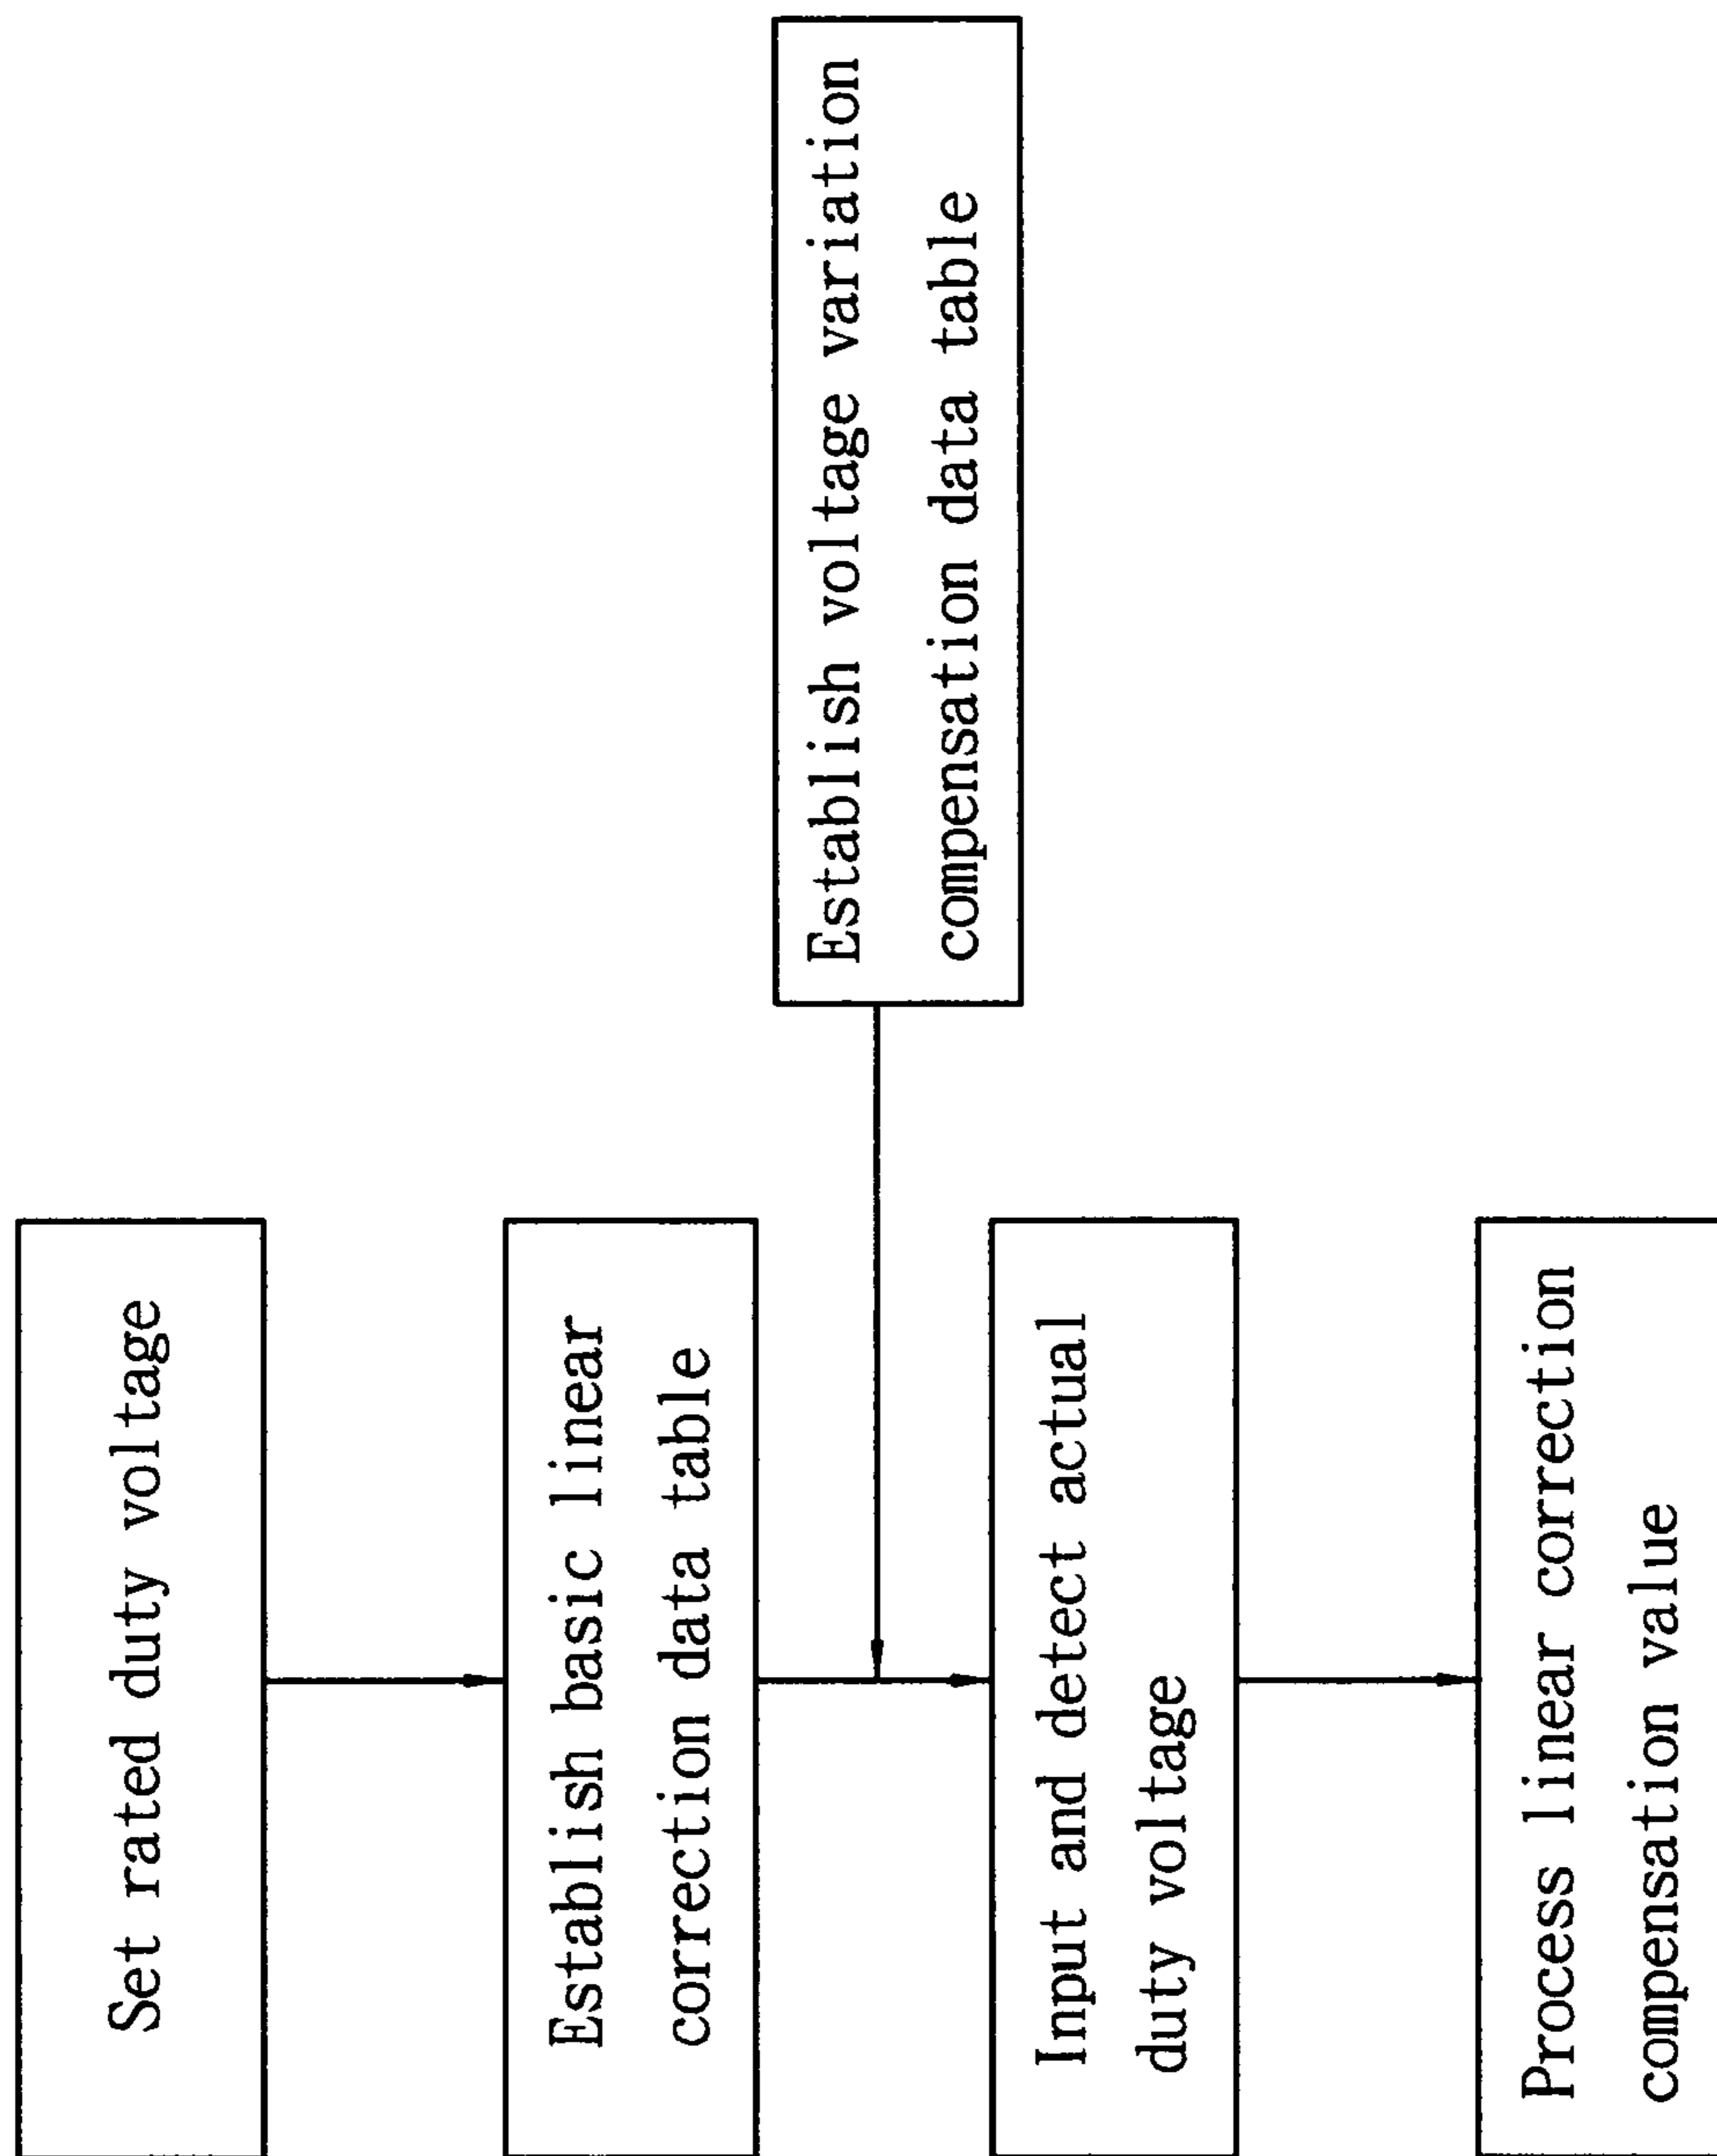 Set rated duty voltage
Establish basic linear
correction data table
Establish voltage variation
compensation data table
Input and detect actual
duty voltage
Process linear correction
compensation value